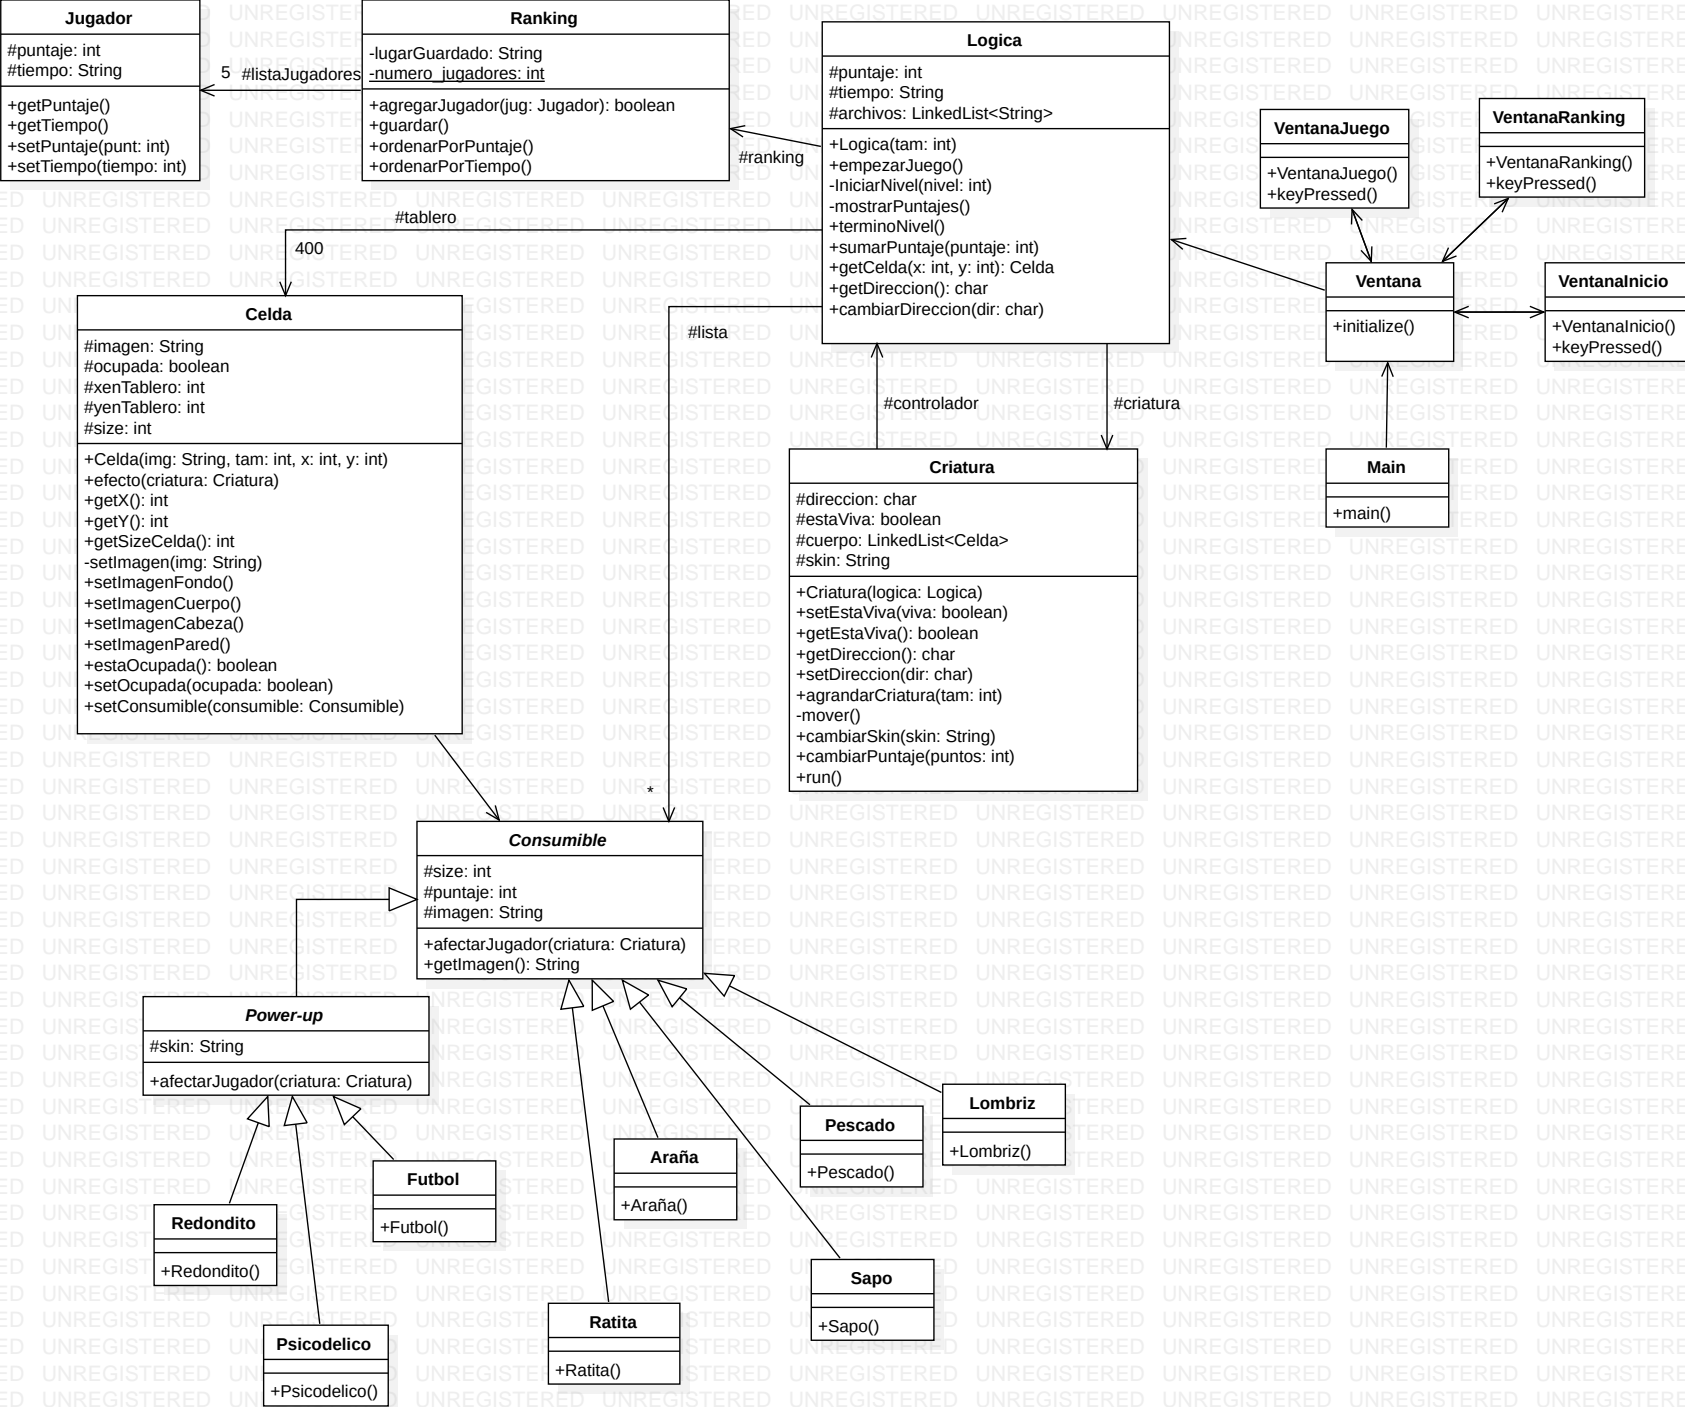 Jugador
#puntaje: int
#tiempo: String
+getPuntaje()
+getTiempo()
+setPuntaje(punt: int)
+setTiempo(tiempo: int)
5 #listaJugadores
Ranking
-lugarGuardado: String
-numero_jugadores: int
+agregarJugador(jug: Jugador): boolean
+guardar()
+ordenarPorPuntaje()
+ordenarPorTiempo()
#ranking
Logica
#puntaje: int
#tiempo: String
#archivos: LinkedList<String>
+Logica(tam: int)
+empezarJuego()
-IniciarNivel(nivel: int)
-mostrarPuntajes()
+terminoNivel()
+sumarPuntaje(puntaje: int)
+getCelda(x: int, y: int): Celda
+getDireccion(): char
+cambiarDireccion(dir: char)
VentanaJuego
+VentanaJuego()
+keyPressed()
VentanaRanking
+VentanaRanking()
+keyPressed()
Ventana
+initialize()
VentanaInicio
+VentanaInicio()
+keyPressed()
Main
+main()
#tablero
400
#lista
*
#controlador
#criatura
Celda
#imagen: String
#ocupada: boolean
#xenTablero: int
#yenTablero: int
#size: int
+Celda(img: String, tam: int, x: int, y: int)
+efecto(criatura: Criatura)
+getX(): int
+getY(): int
+getSizeCelda(): int
-setImagen(img: String)
+setImagenFondo()
+setImagenCuerpo()
+setImagenCabeza()
+setImagenPared()
+estaOcupada(): boolean
+setOcupada(ocupada: boolean)
+setConsumible(consumible: Consumible)
Criatura
#direccion: char
#estaViva: boolean
#cuerpo: LinkedList<Celda>
#skin: String
+Criatura(logica: Logica)
+setEstaViva(viva: boolean)
+getEstaViva(): boolean
+getDireccion(): char
+setDireccion(dir: char)
+agrandarCriatura(tam: int)
-mover()
+cambiarSkin(skin: String)
+cambiarPuntaje(puntos: int)
+run()
Consumible
#size: int
#puntaje: int
#imagen: String
+afectarJugador(criatura: Criatura)
+getImagen(): String
Power-up
#skin: String
+afectarJugador(criatura: Criatura)
Redondito
+Redondito()
Psicodelico
+Psicodelico()
Futbol
+Futbol()
Ratita
+Ratita()
Araña
+Araña()
Sapo
+Sapo()
Pescado
+Pescado()
Lombriz
+Lombriz()